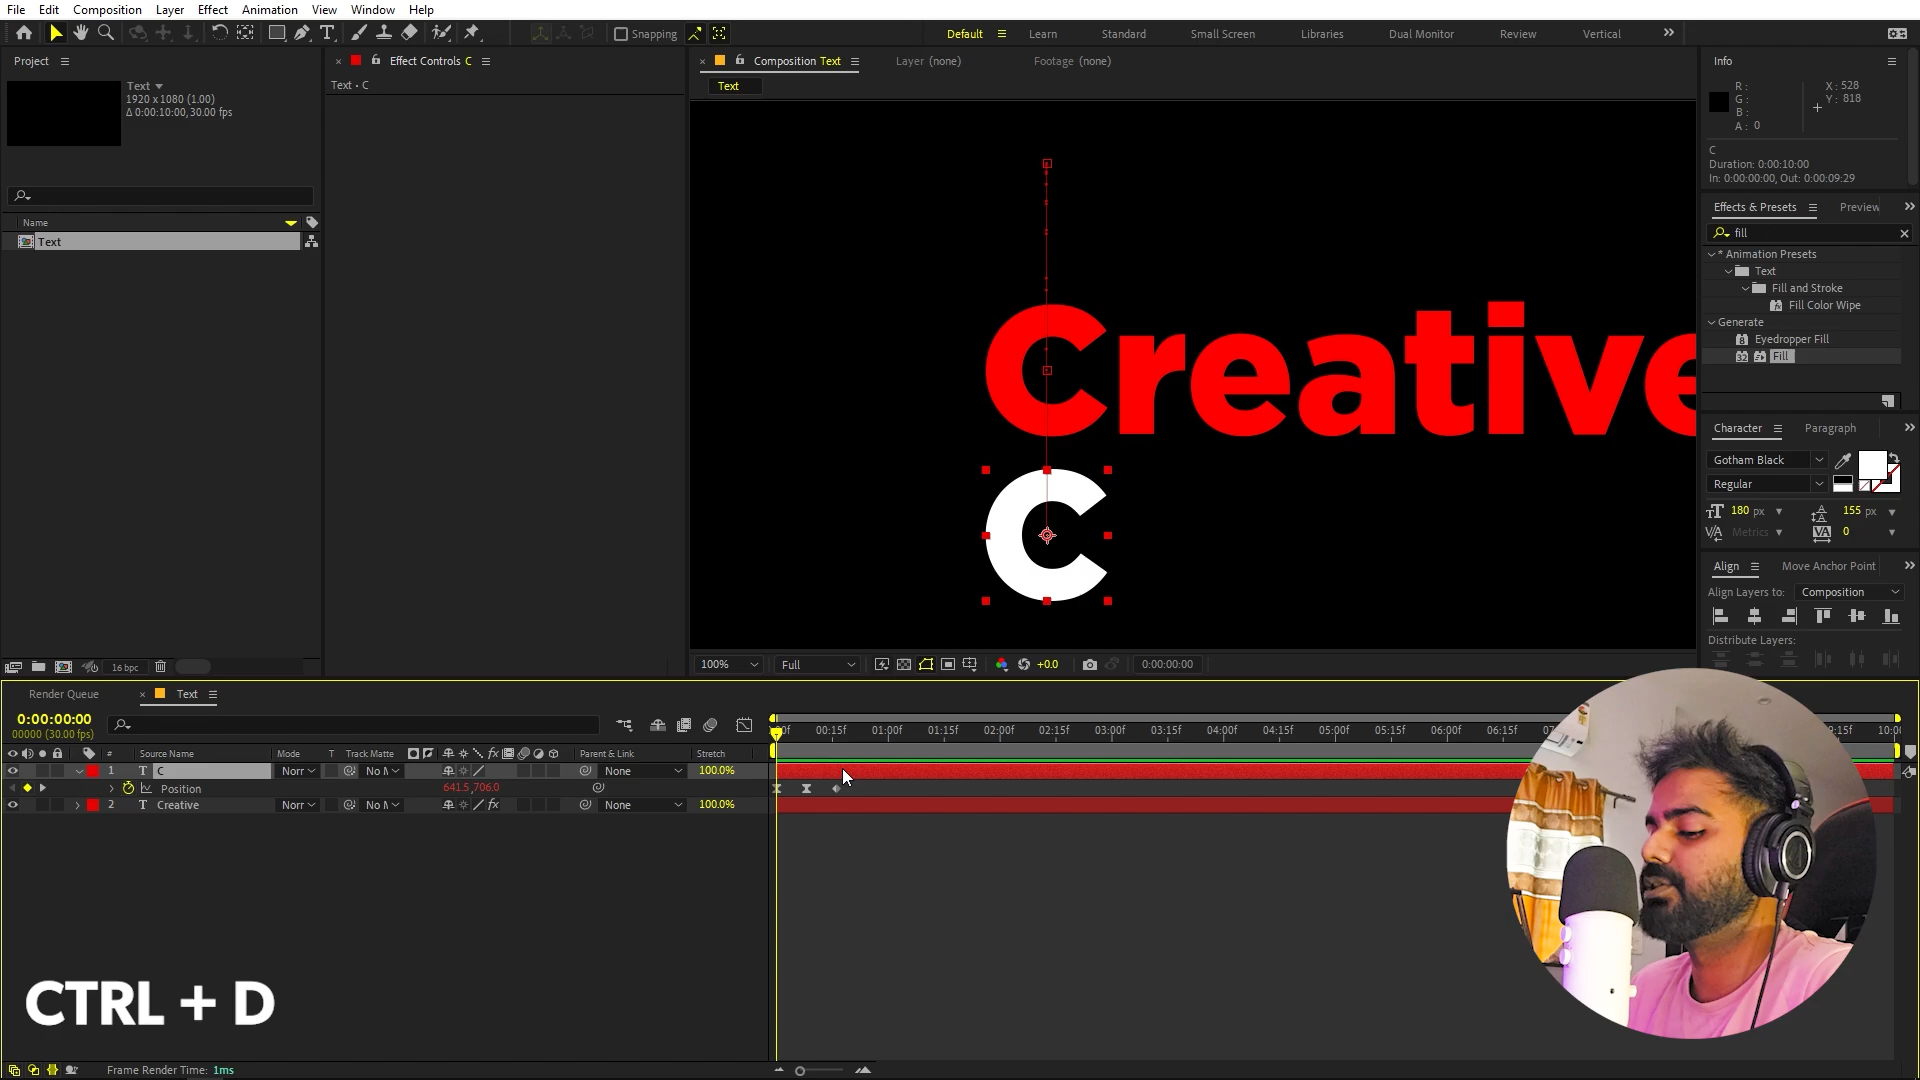 File Edit Composition Layer Effect Animation View Window Help
Snapping
Default Learn Standard Small Screen Libraries Dual Monitor Review Vertical
Project
Text
1920 x 1080 (1.00)
Δ 0:00:10:00, 30.00 fps
Name
Text
16 bpc
Effect Controls C
Text • C
Composition Text
Layer (none)
Footage (none)
Text
Creative
C
100% Full +0.0 0:00:00:00
Info
R :
G :
B :
A : 0
X : 528
Y : 818
C
Duration: 0:00:10:00
In: 0:00:00:00, Out: 0:00:09:29
Effects & Presets Preview
fill
* Animation Presets
Text
Fill and Stroke
Fill Color Wipe
Generate
Eyedropper Fill
Fill
Character Paragraph
Gotham Black
Regular
180 px 155 px
Metrics 0
Align Move Anchor Point
Align Layers to: Composition
Distribute Layers:
Render Queue Text
0:00:00:00
00000 (30.00 fps)
00:15f 01:00f 01:15f 02:00f 02:15f 03:00f 03:15f 04:00f 04:15f 05:00f 05:15f 06:00f 06:15f
# Source Name Mode T Track Matte Parent & Link Stretch
1 T C None 100.0%
Position 641.5,706.0
2 T Creative None 100.0%
CTRL + D
Frame Render Time: 1ms